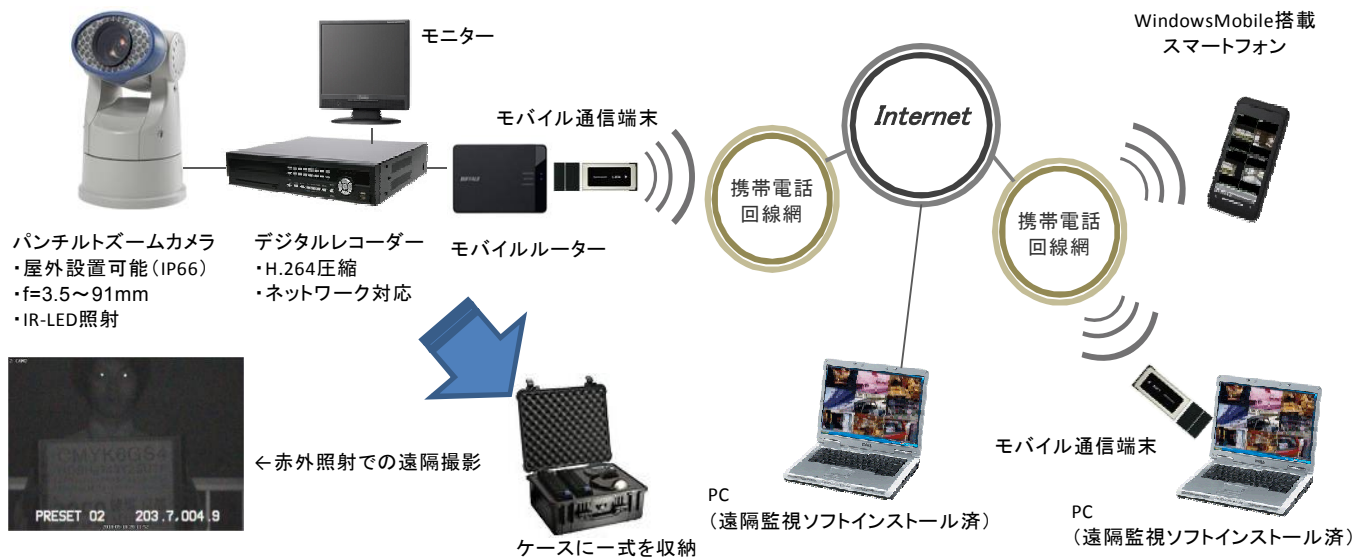 モニター
WindowsMobile搭載
スマートフォン
モバイル通信端末
Internet
携帯電話
回線網
携帯電話
回線網
パンチルトズームカメラ
・屋外設置可能(IP66)
・f=3.5～91mm
・IR-LED照射
デジタルレコーダー
・H.264圧縮
・ネットワーク対応
モバイルルーター
CMYK6GS4
PRESET 02 203.7.004.9
←赤外照射での遠隔撮影
ケースに一式を収納
PC
(遠隔監視ソフトインストール済)
モバイル通信端末
PC
(遠隔監視ソフトインストール済)